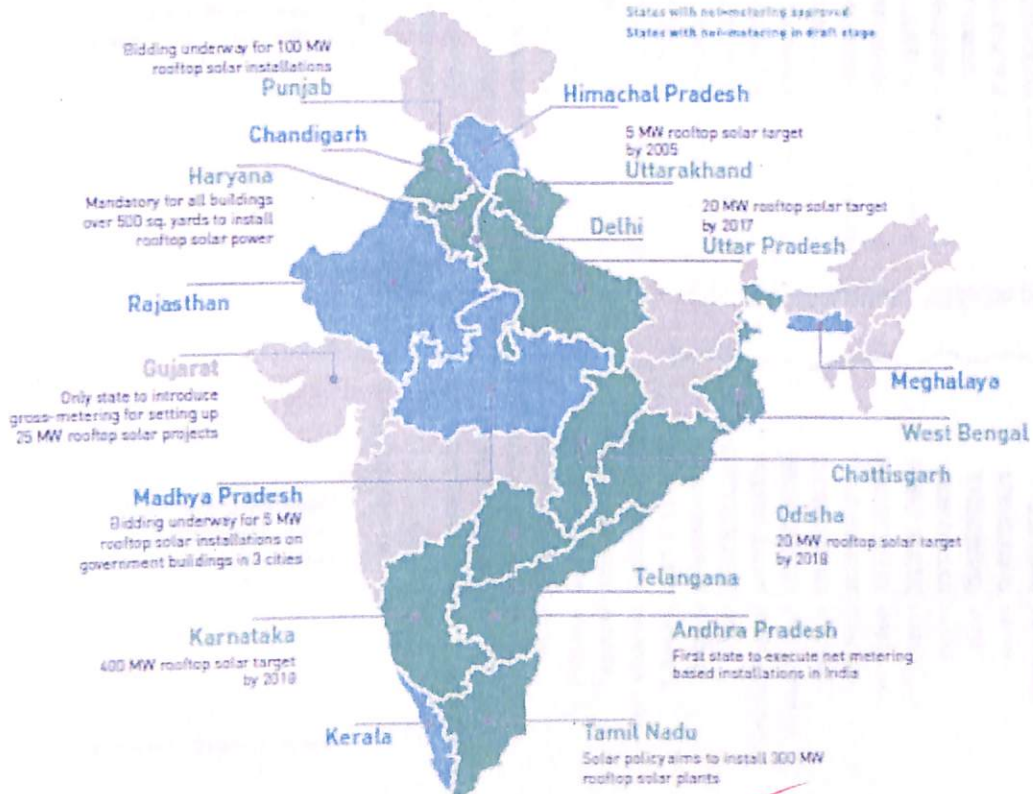 States with net-metering approved
States with net-metering in draft stage
Bidding underway for 100 MW
rooftop solar installations
Punjab
Himachal Pradesh
Chandigarh
5 MW rooftop solar target
by 2005
Haryana
Uttarakhand
Mandatory for all buildings
over 500 sq. yards to install
rooftop solar power
20 MW rooftop solar target
by 2017
Delhi
Uttar Pradesh
Rajasthan
Gujarat
Only state to introduce
gross-metering for setting up
25 MW rooftop solar projects
Meghalaya
West Bengal
Chattisgarh
Madhya Pradesh
Bidding underway for 5 MW
rooftop solar installations on
government buildings in 3 cities
Odisha
20 MW rooftop solar target
by 2018
Telangana
Karnataka
400 MW rooftop solar target
by 2018
Andhra Pradesh
First state to execute net metering
based installations in India
Kerala
Tamil Nadu
Solar policy aims to install 300 MW
rooftop solar plants